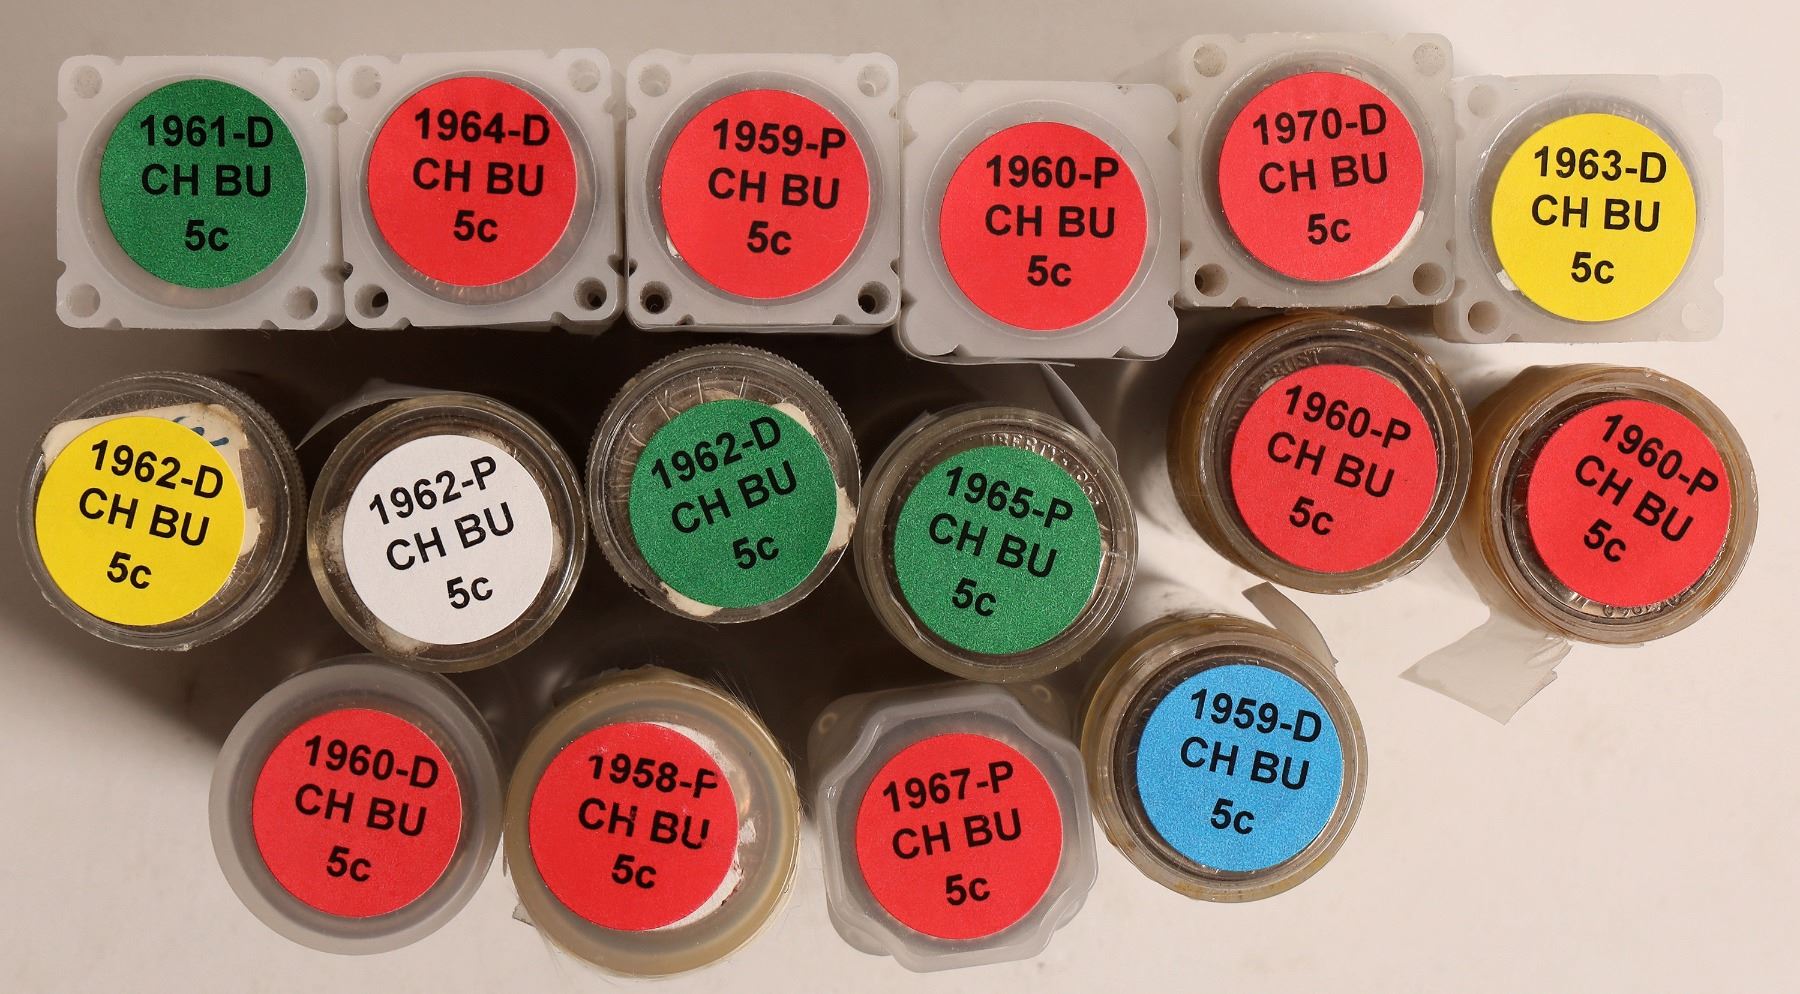 1961-D
CH BU
5c
1964-D
CH BU
5c
1959-P
CH BU
5c
1960-P
CH BU
5c
1970-D
CH BU
5c
1963-D
CH BU
5c
1962-D
CH BU
5c
1962-P
CH BU
5c
1962-D
CH BU
5c
LIBERTY
1965-P
CH BU
5c
TRUST
1960-P
CH BU
5c
1960-P
CH BU
5c
1960-D
CH BU
5c
1958-P
CH BU
5c
1967-P
CH BU
5c
1959-D
CH BU
5c